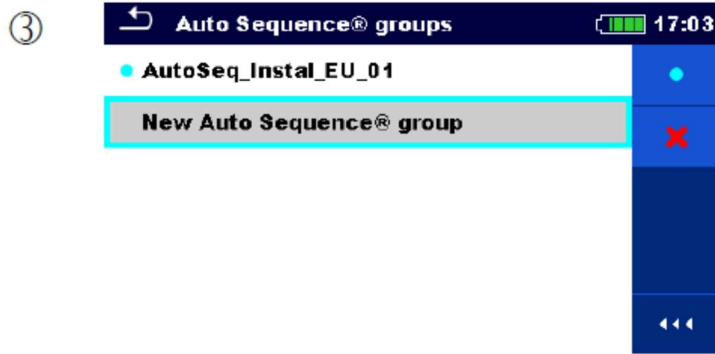 ③
Auto Sequence® groups 17:03
AutoSeq_Instal_EU_01
New Auto Sequence® group